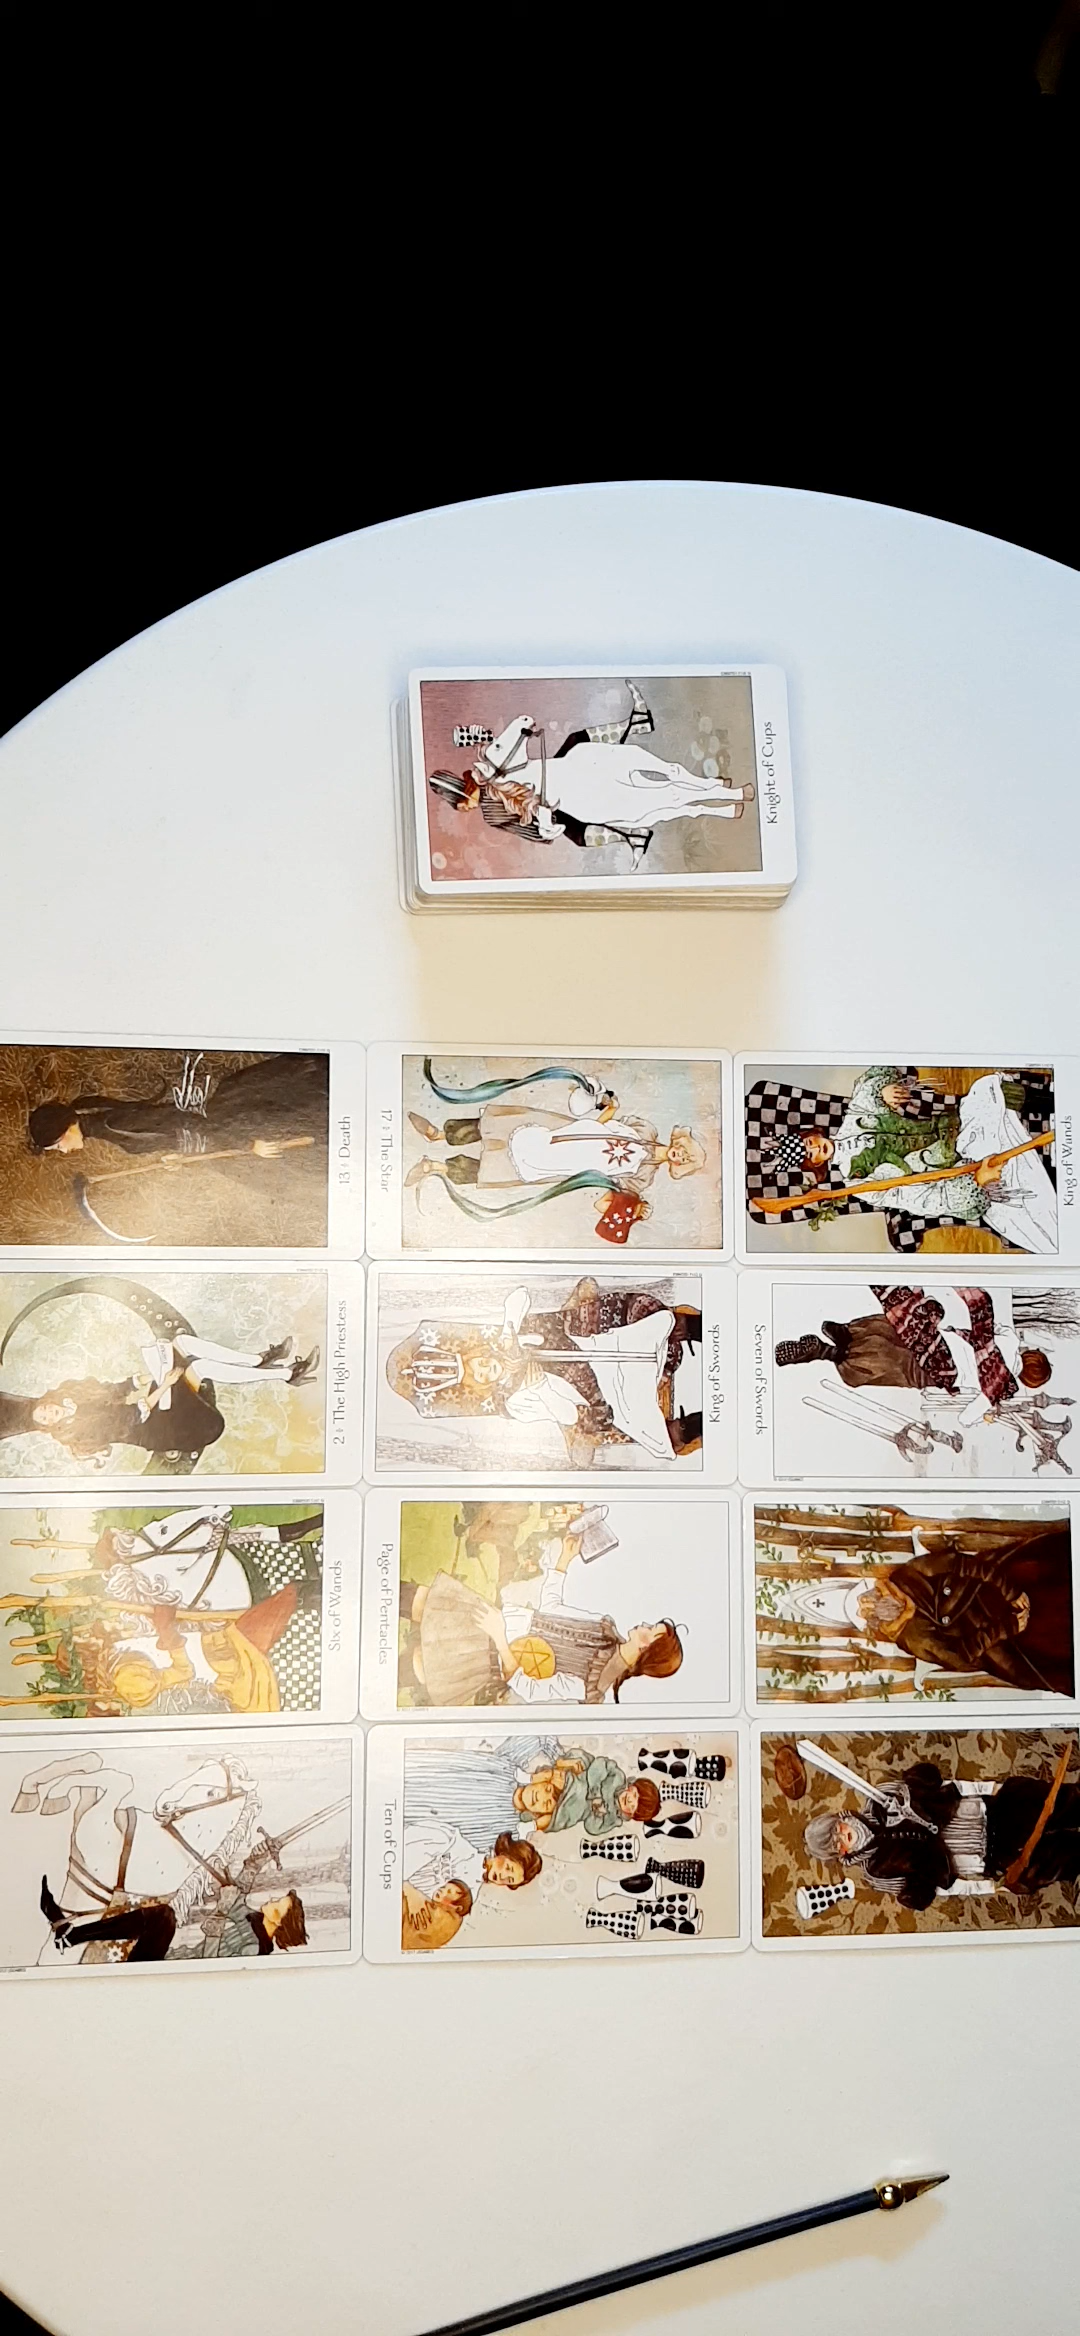 Knight of Cups
13 Death
17 The Star
King of Wands
2 The High Priestess
King of Swords
Seven of Swords
Six of Wands
Page of Pentacles
Ten of Cups